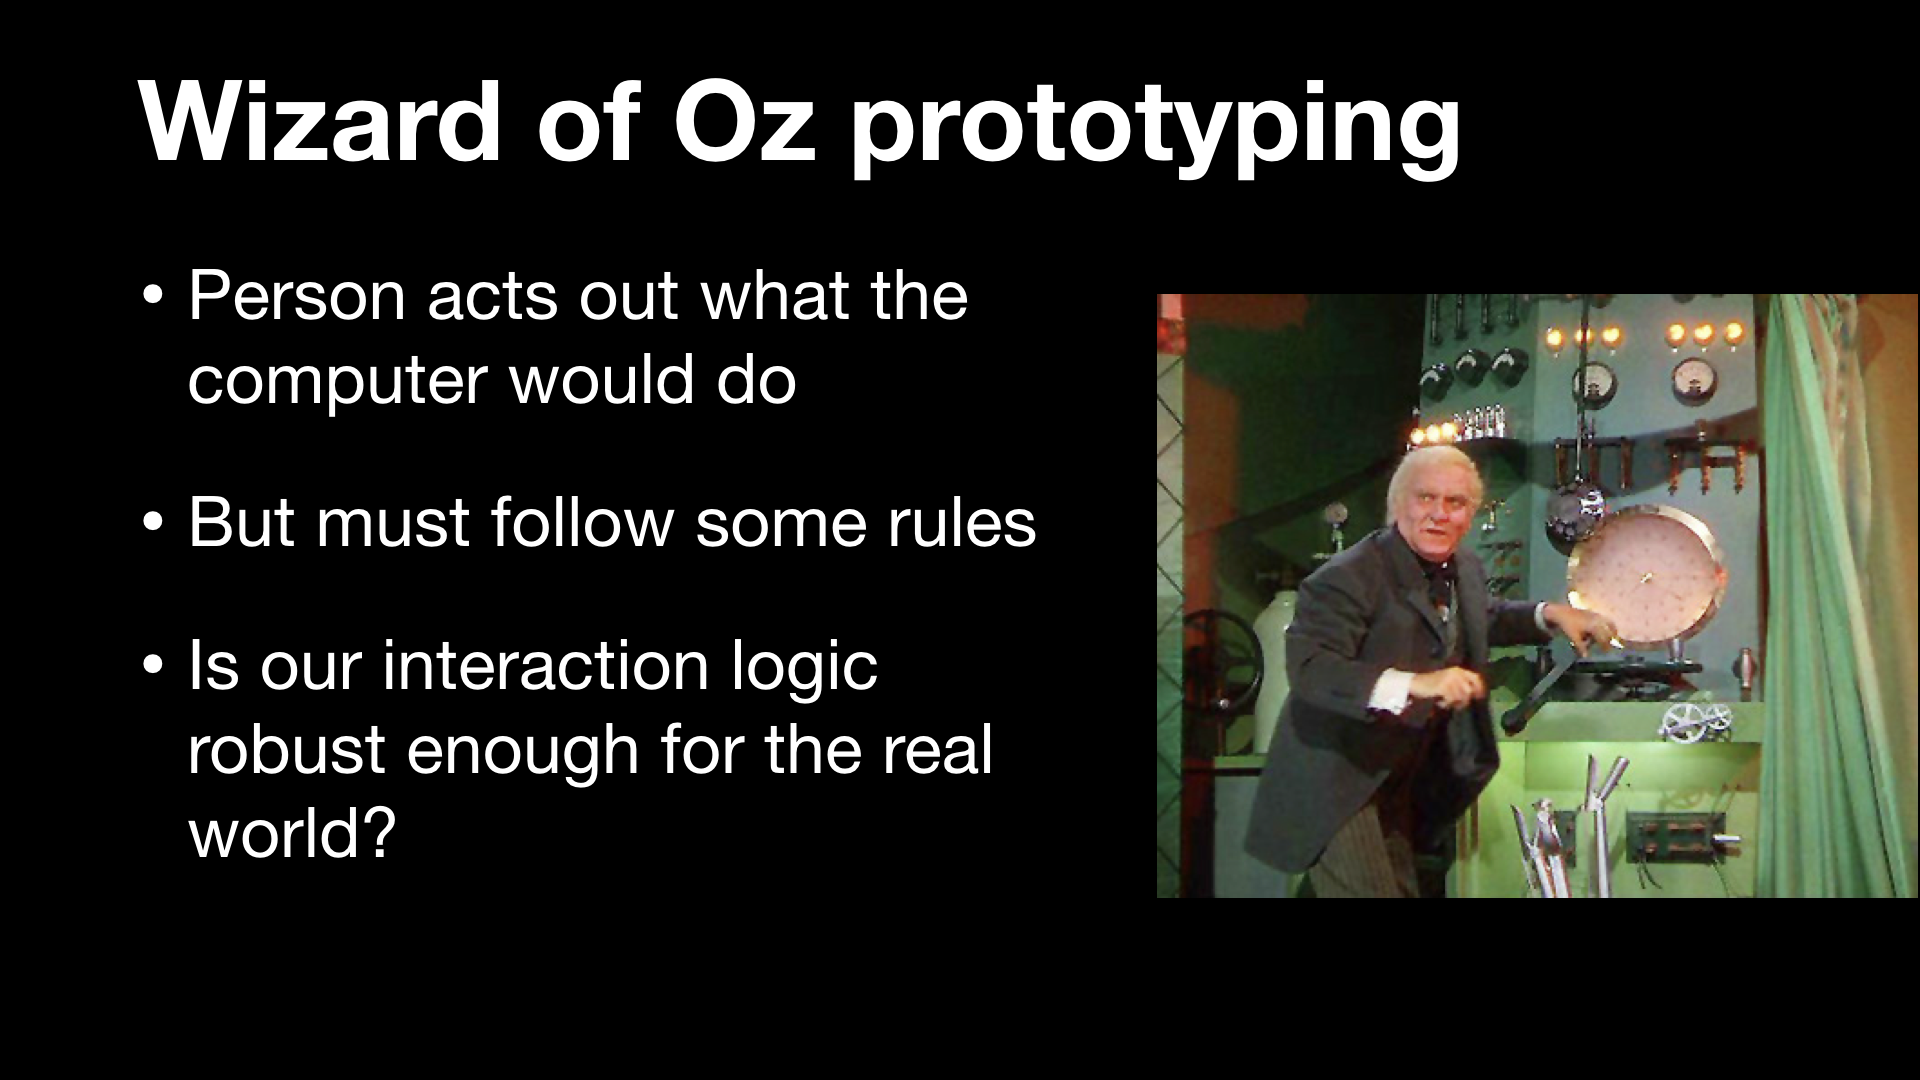 Wizard of Oz prototyping
• Person acts out what the
computer would do
• But must follow some rules
• Is our interaction logic
robust enough for the real
world?